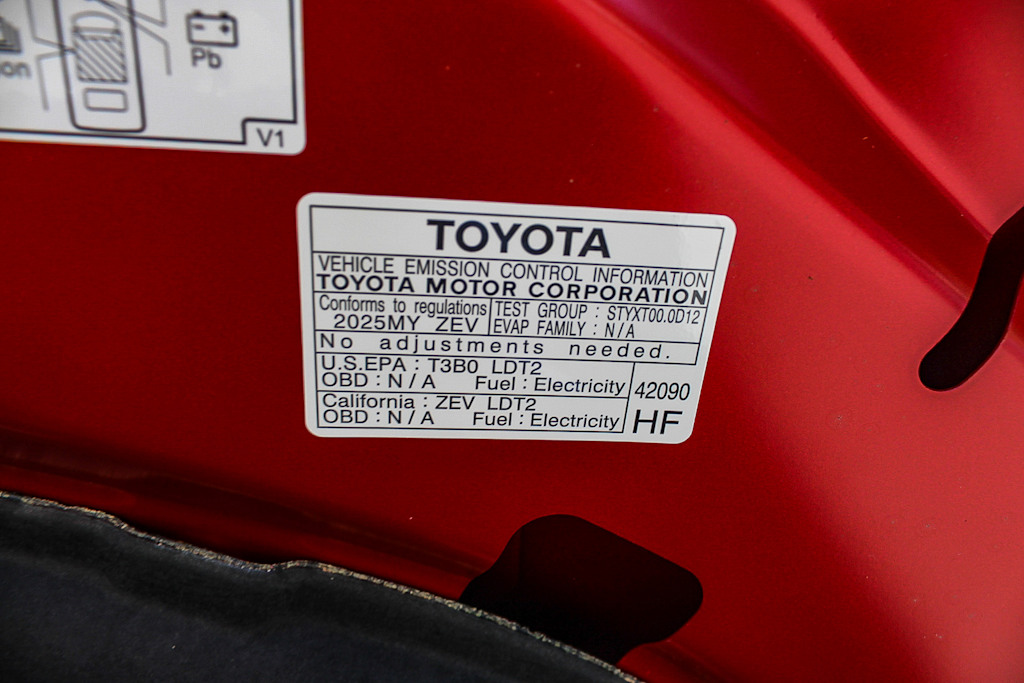 Pb
V1
TOYOTA
VEHICLE EMISSION CONTROL INFORMATION
TOYOTA MOTOR CORPORATION
Conforms to regulations
2025MY ZEV
TEST GROUP : STYXT00.0D12
EVAP FAMILY : N/A
No adjustments needed.
U.S.EPA : T3B0 LDT2
OBD : N/A Fuel : Electricity
California : ZEV LDT2
OBD : N/A Fuel : Electricity
42090
HF